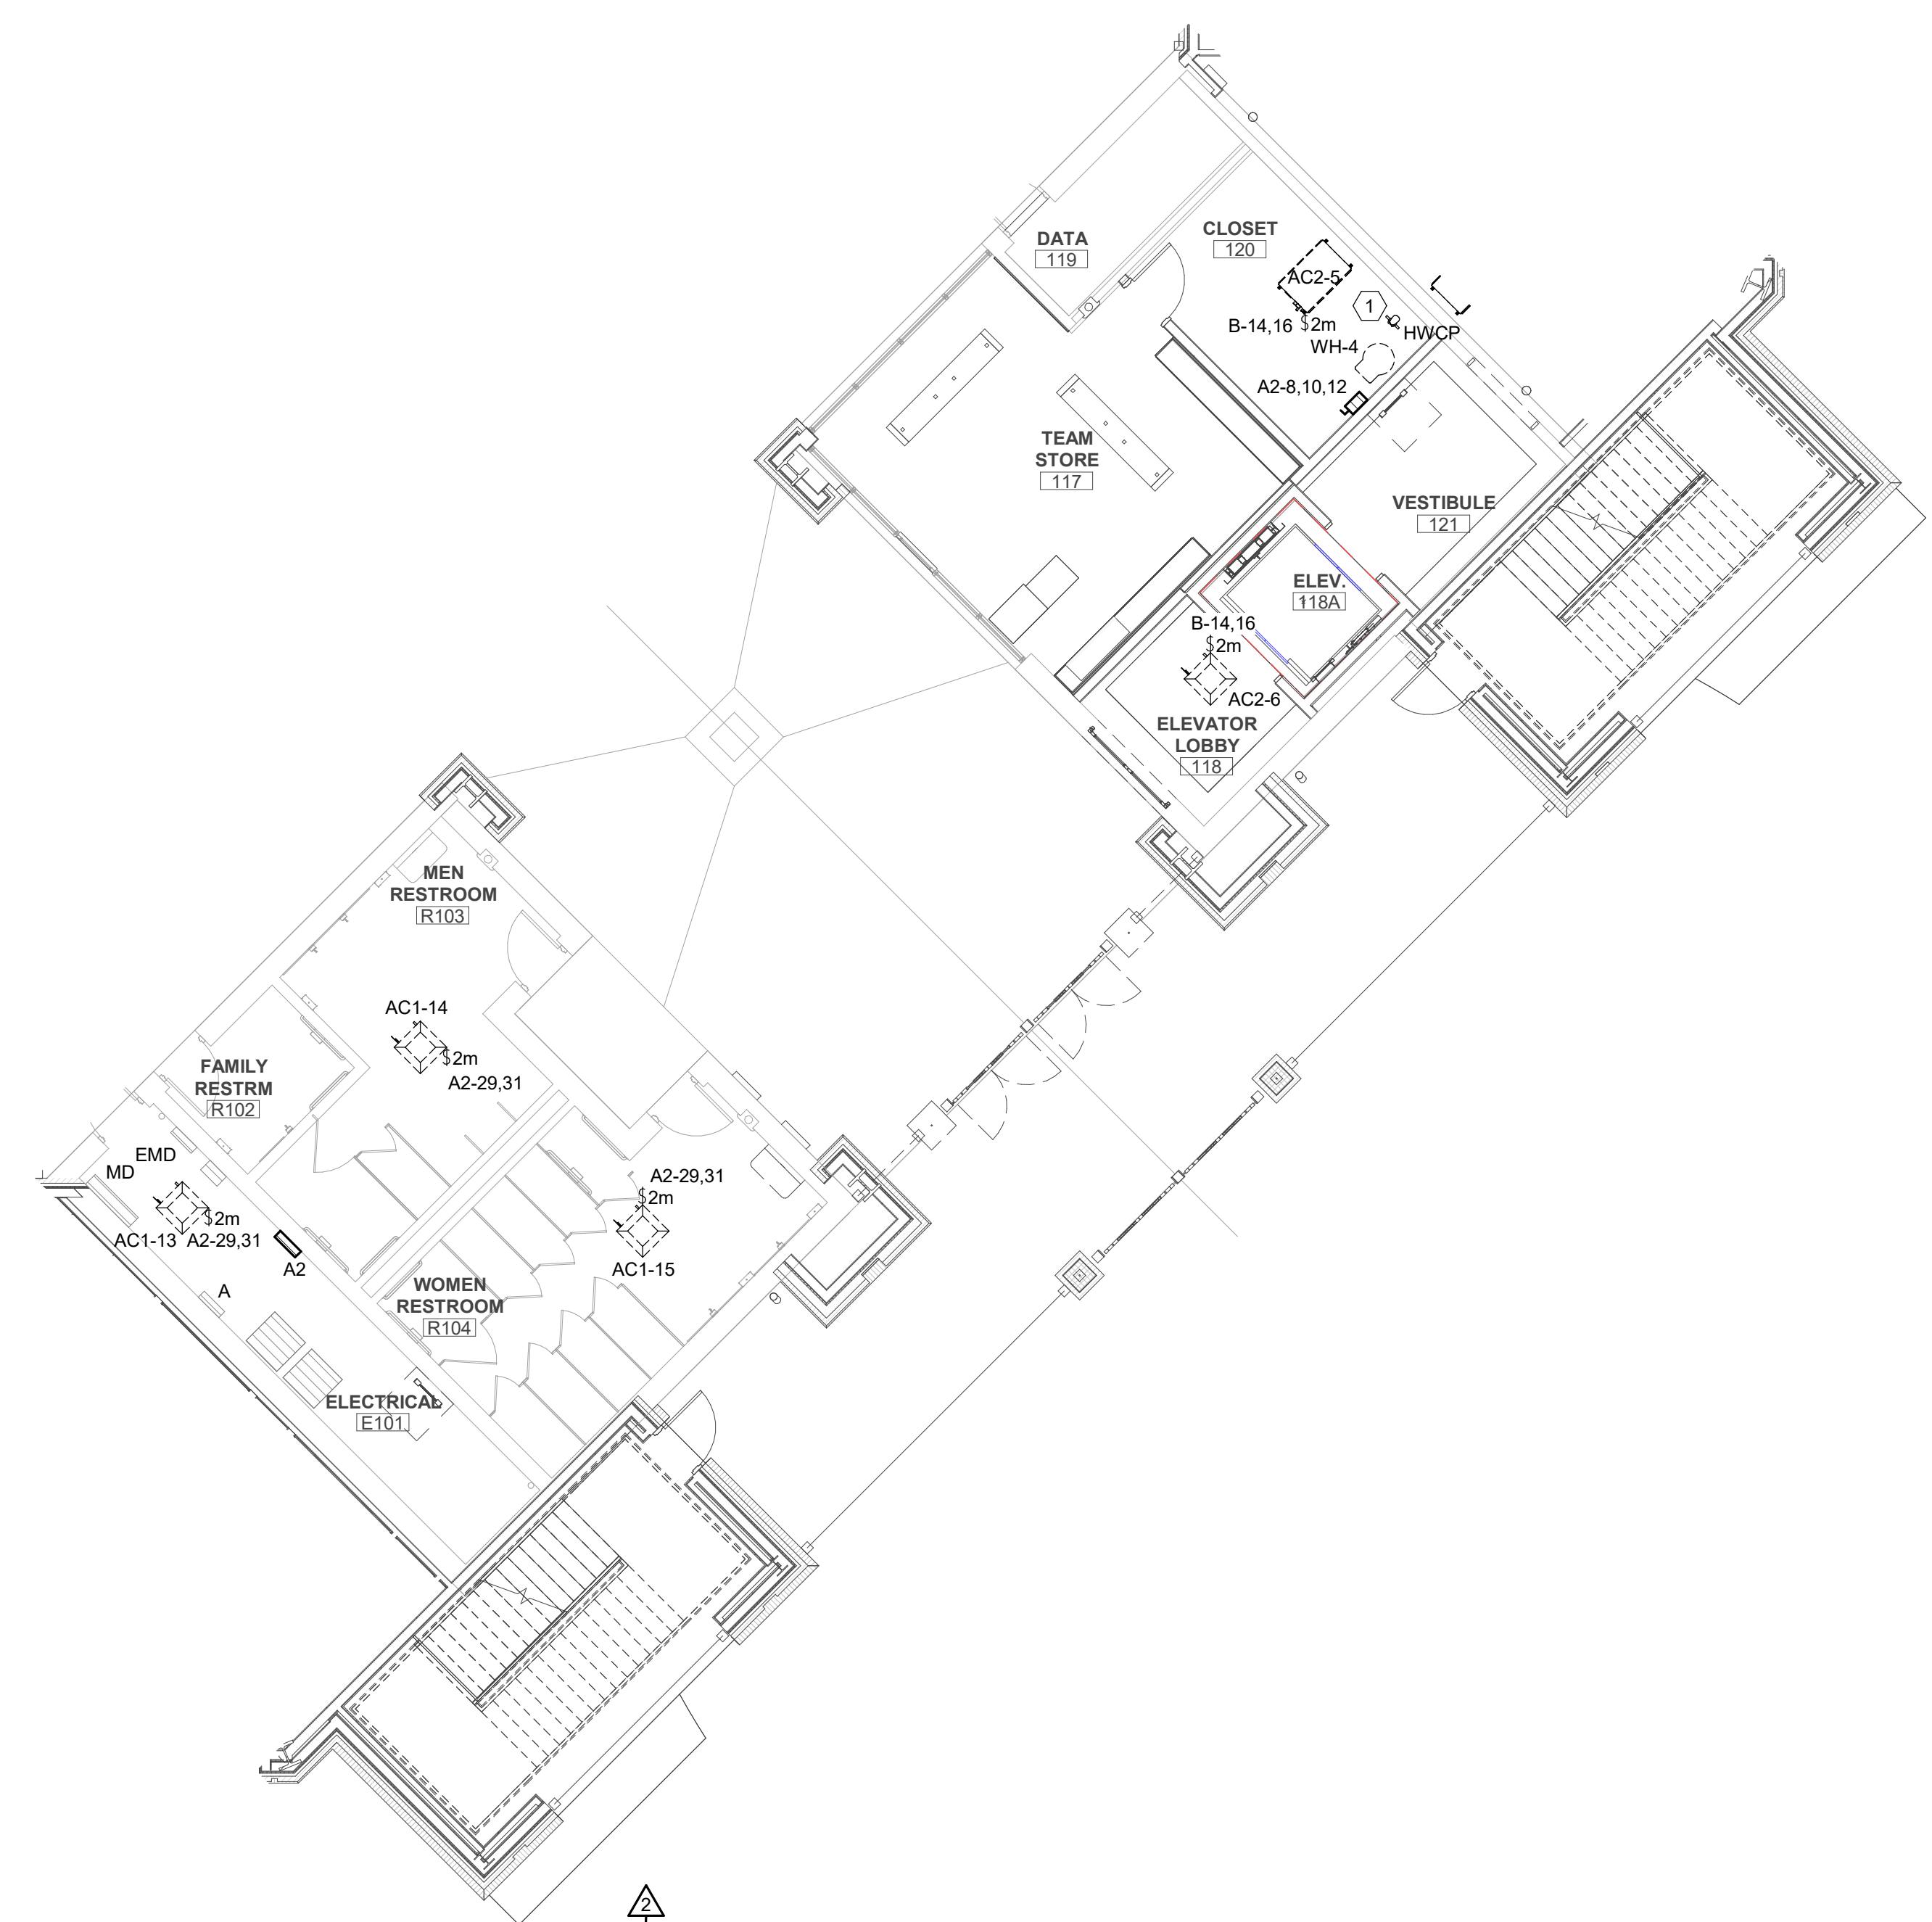 DATA
119
CLOSET
120
AC2-5
1
B-14,16 $2m
HWCP
WH-4
A2-8,10,12
TEAM
STORE
117
VESTIBULE
121
ELEV.
118A
B-14,16
$2m
AC2-6
ELEVATOR
LOBBY
118
MEN
RESTROOM
R103
AC1-14
$2m
A2-29,31
FAMILY
RESTRM
R102
EMD
MD
$2m
AC1-13 A2-29,31
A2
A
A2-29,31
$2m
AC1-15
WOMEN
RESTROOM
R104
ELECTRICAL
E101
2